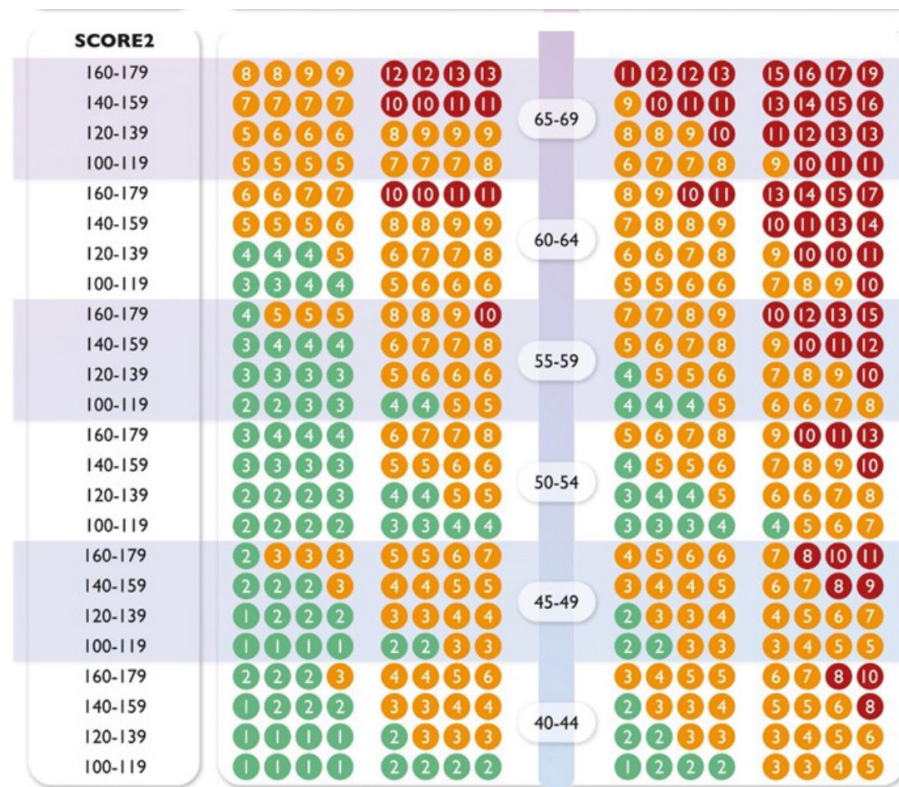 SCORE2
160-179 8 8 9 9 12 12 13 13 11 12 12 13 15 16 17 19
140-159 7 7 7 7 10 10 11 11 9 10 11 11 13 14 15 16
65-69
120-139 5 6 6 6 8 9 9 9 8 8 9 10 11 12 13 13
100-119 5 5 5 5 7 7 7 8 6 7 7 8 9 10 11 11
160-179 6 6 7 7 10 10 11 11 8 9 10 11 13 14 15 17
140-159 5 5 5 6 8 8 9 9 7 8 8 9 10 11 13 14
60-64
120-139 4 4 4 5 6 7 7 8 6 6 7 8 9 10 10 11
100-119 3 3 4 4 5 6 6 6 5 5 6 6 7 8 9 10
160-179 4 5 5 5 8 8 9 10 7 7 8 9 10 12 13 15
140-159 3 4 4 4 6 7 7 8 5 6 7 8 9 10 11 12
55-59
120-139 3 3 3 3 5 6 6 6 4 5 5 6 7 8 9 10
100-119 2 2 3 3 4 4 5 5 4 4 4 5 6 6 7 8
160-179 3 4 4 4 6 7 7 8 5 6 7 8 9 10 11 13
140-159 3 3 3 3 5 5 6 6 4 5 5 6 7 8 9 10
50-54
120-139 2 2 2 3 4 4 5 5 3 4 4 5 6 6 7 8
100-119 2 2 2 2 3 3 4 4 3 3 3 4 4 5 6 7
160-179 2 3 3 3 5 5 6 7 4 5 6 6 7 8 10 11
140-159 2 2 2 3 4 4 5 5 3 4 4 5 6 7 8 9
45-49
120-139 1 2 2 2 3 3 4 4 2 3 3 4 4 5 6 7
100-119 1 1 1 1 2 2 3 3 2 2 3 3 3 4 5 5
160-179 2 2 2 3 4 4 5 6 3 4 5 5 6 7 8 10
140-159 1 2 2 2 3 3 4 4 2 3 3 4 5 5 6 8
40-44
120-139 1 1 1 1 2 3 3 3 2 2 3 3 3 4 5 6
100-119 1 1 1 1 2 2 2 2 1 2 2 2 3 3 4 5